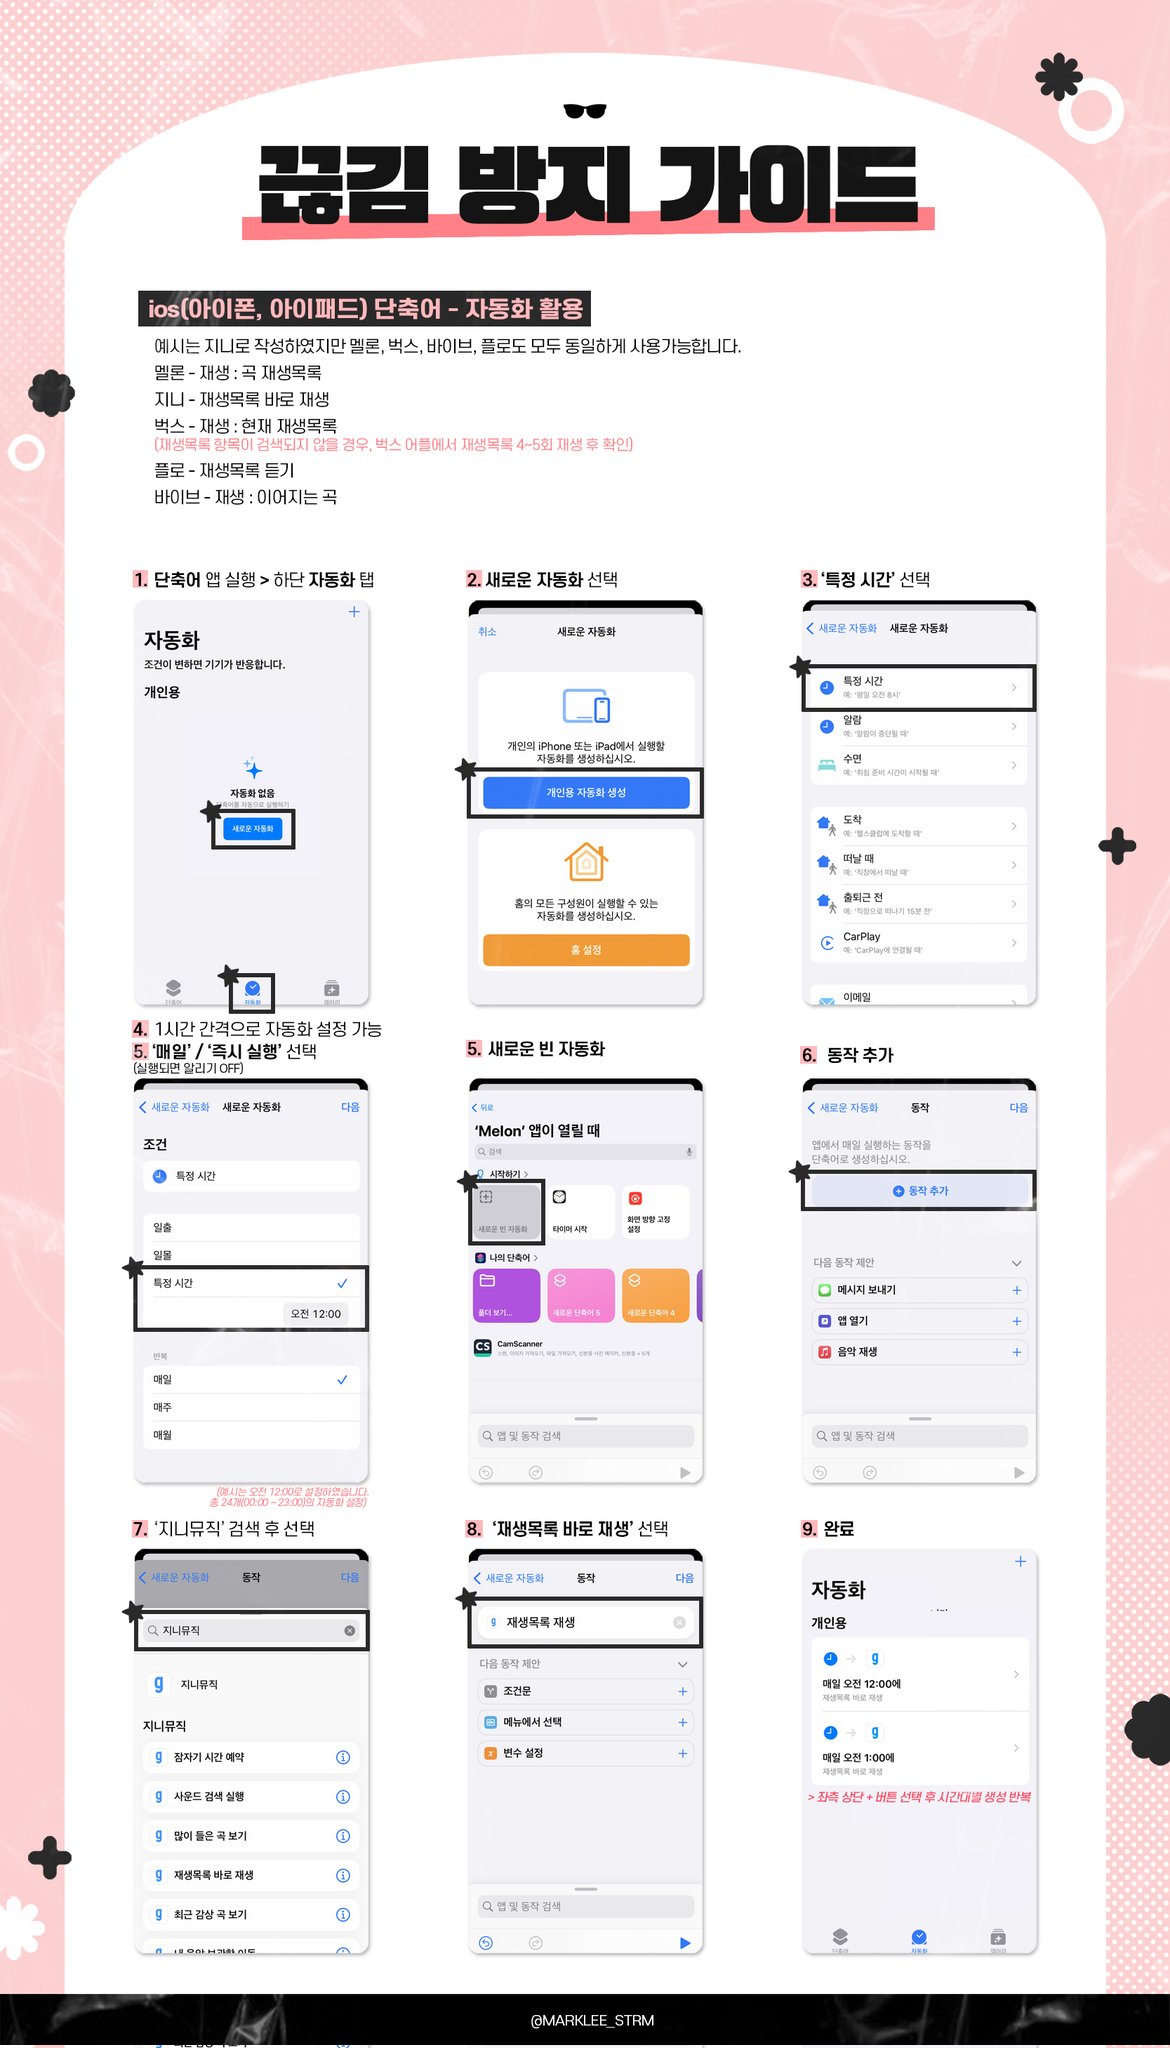 끊김 방지 가이드
ios(아이폰, 아이패드) 단축어 - 자동화 활용
예시는 지니로 작성하였지만 멜론, 벅스, 바이브, 플로도 모두 동일하게 사용가능합니다.
멜론 - 재생 : 곡 재생목록
지니 - 재생목록 바로 재생
벅스 - 재생 : 현재 재생목록
(재생목록 항목이 검색되지 않을 경우, 벅스 어플에서 재생목록 4~5회 재생 후 확인)
플로 - 재생목록 듣기
바이브 - 재생 : 이어지는 곡
1. 단축어 앱 실행 > 하단 자동화 탭
자동화
조건이 변하면 기기가 반응합니다.
개인용
자동화 없음
단축어를 자동으로 실행하기
새로운 자동화
단축어
자동화
갤러리
2. 새로운 자동화 선택
취소
새로운 자동화
개인의 iPhone 또는 iPad에서 실행할
자동화를 생성하십시오.
개인용 자동화 생성
홈의 모든 구성원이 실행할 수 있는
자동화를 생성하십시오.
홈 설정
3. ‘특정 시간’ 선택
새로운 자동화 새로운 자동화
특정 시간
예: '평일 오전 8시'
알람
예: '알람이 중단될 때'
수면
예: '취침 준비 시간이 시작될 때'
도착
예: '헬스클럽에 도착할 때'
떠날 때
예: '직장에서 떠날 때'
출퇴근 전
예: '직장으로 떠나기 15분 전'
CarPlay
예: 'CarPlay에 연결될 때'
이메일
4. 1시간 간격으로 자동화 설정 가능
5. ‘매일’ / ‘즉시 실행’ 선택
(실행되면 알리기 OFF)
새로운 자동화 새로운 자동화 다음
조건
특정 시간
일출
일몰
특정 시간
오전 12:00
반복
매일
매주
매월
(예시는 오전 12:00로 설정하였습니다.
총 24개(00:00 ~ 23:00)의 자동화 설정)
5. 새로운 빈 자동화
뒤로
‘Melon’ 앱이 열릴 때
검색
시작하기
새로운 빈 자동화
타이머 시작
화면 방향 고정
설정
나의 단축어
폴더 보기...
새로운 단축어 5
새로운 단축어 4
CamScanner
앱 및 동작 검색
6. 동작 추가
새로운 자동화 동작 다음
앱에서 매일 실행하는 동작을
단축어로 생성하십시오.
동작 추가
다음 동작 제안
메시지 보내기
앱 열기
음악 재생
앱 및 동작 검색
7. ‘지니뮤직’ 검색 후 선택
새로운 자동화 동작 다음
지니뮤직
지니뮤직
지니뮤직
잠자기 시간 예약
사운드 검색 실행
많이 들은 곡 보기
재생목록 바로 재생
최근 감상 곡 보기
8. ‘재생목록 바로 재생’ 선택
새로운 자동화 동작 다음
재생목록 재생
다음 동작 제안
조건문
메뉴에서 선택
변수 설정
앱 및 동작 검색
9. 완료
자동화
개인용
매일 오전 12:00에
재생목록 바로 재생
매일 오전 1:00에
재생목록 바로 재생
> 좌측 상단 + 버튼 선택 후 시간대별 생성 반복
단축어
자동화
갤러리
@MARKLEE_STRM